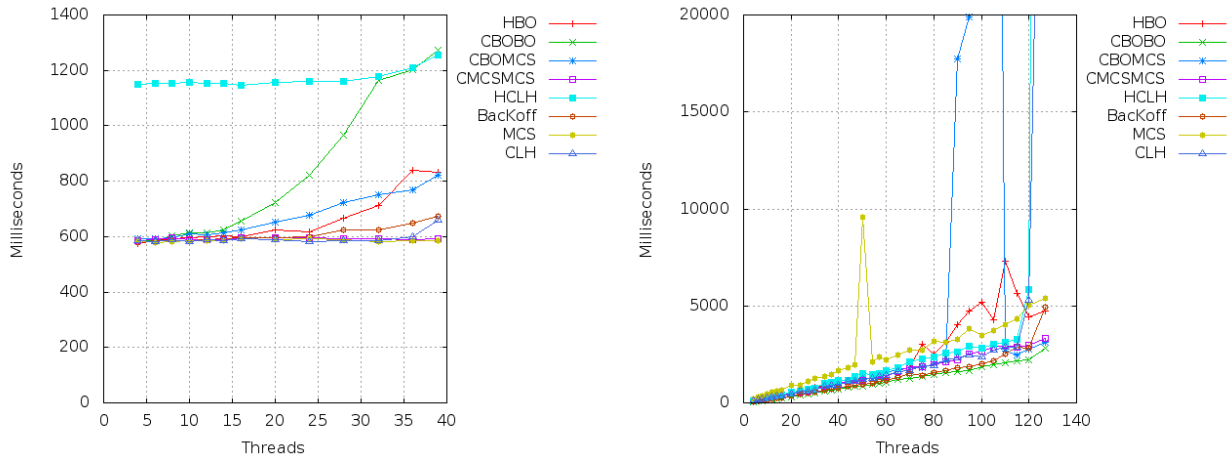 1400
1200
1000
800
600
400
200
0
Milliseconds
0 5 10 15 20 25 30 35 40
Threads
HBO
CBOBO
CBOMCS
CMCSMCS
HCLH
BacKoff
MCS
CLH
20000
15000
10000
5000
0
Milliseconds
0 20 40 60 80 100 120 140
Threads
HBO
CBOBO
CBOMCS
CMCSMCS
HCLH
BacKoff
MCS
CLH